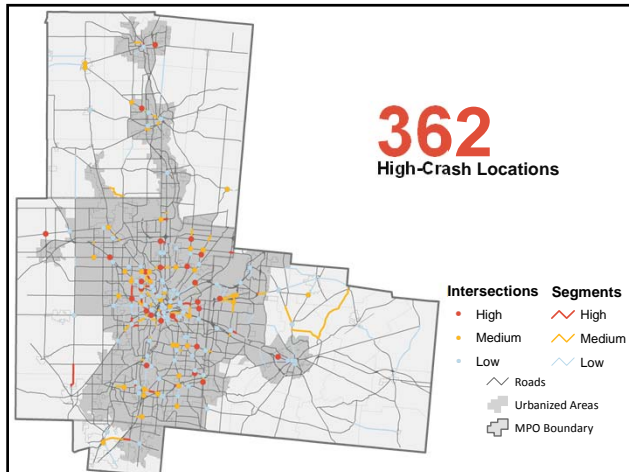 362
High-Crash Locations
Intersections Segments
High High
Medium Medium
Low Low
Roads
Urbanized Areas
MPO Boundary